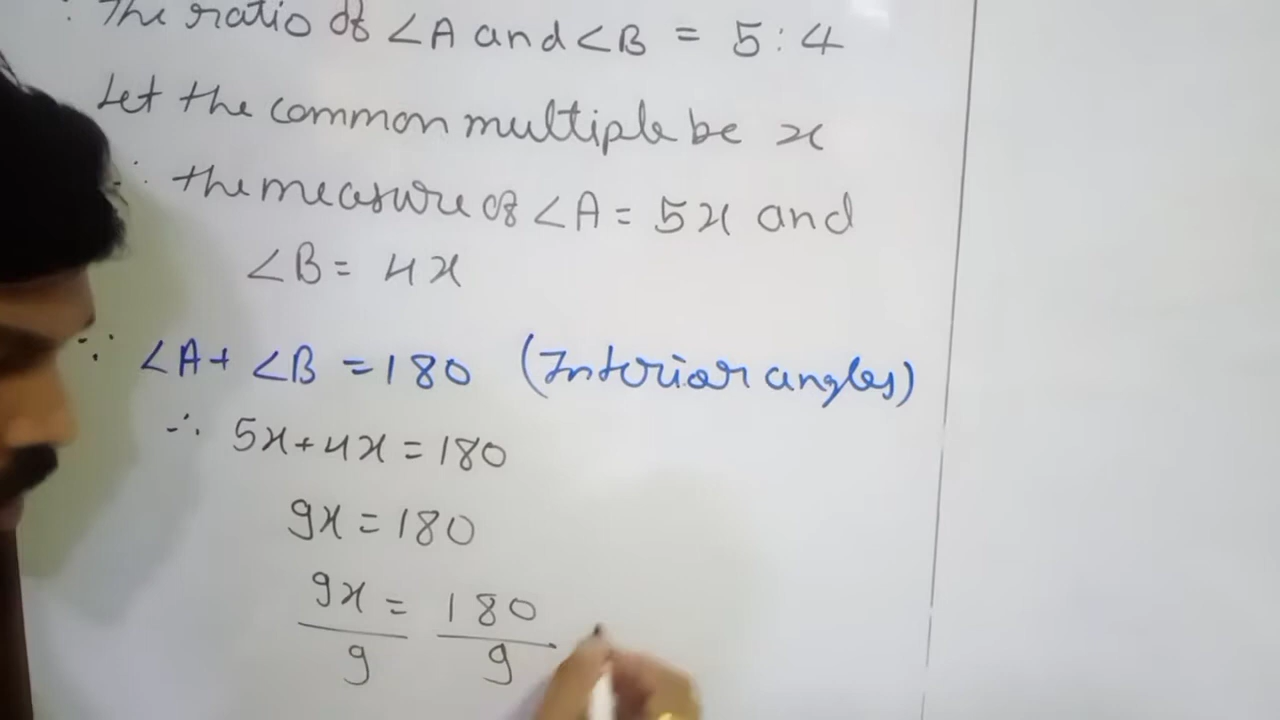 The ratio of ∠A and ∠B = 5:4
Let the common multiple be x
∴ the measure of ∠A = 5x and
∠B = 4x
∵ ∠A + ∠B = 180 (Interior angles)
∴ 5x + 4x = 180
9x = 180
9x = 180
9 9